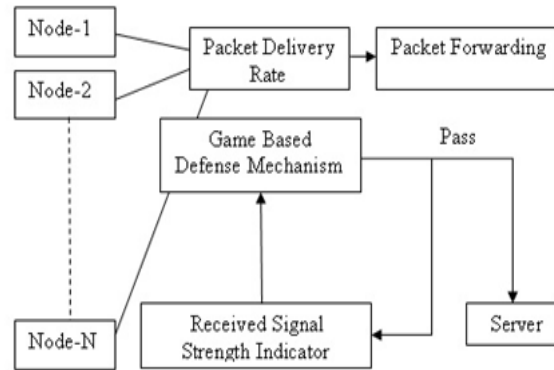 Node-1
Packet Delivery
Rate
Packet Forwarding
Node-2
Game Based
Defense Mechanism
Pass
Node-N
Received Signal
Strength Indicator
Server